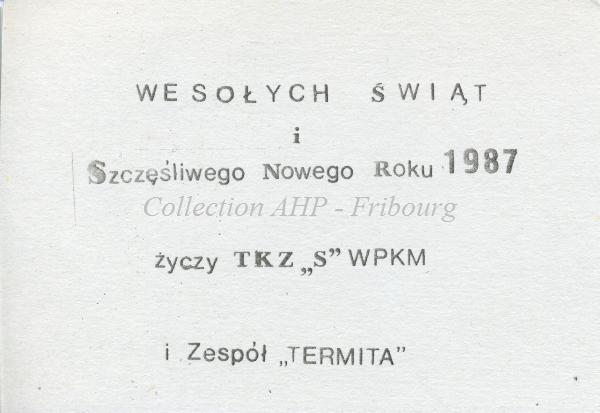 WESOŁYCH ŚWIĄT
i
Szczęśliwego Nowego Roku 1987
Collection AHP - Fribourg
życzy TKZ „S” WPKM
i Zespół „TERMITA”